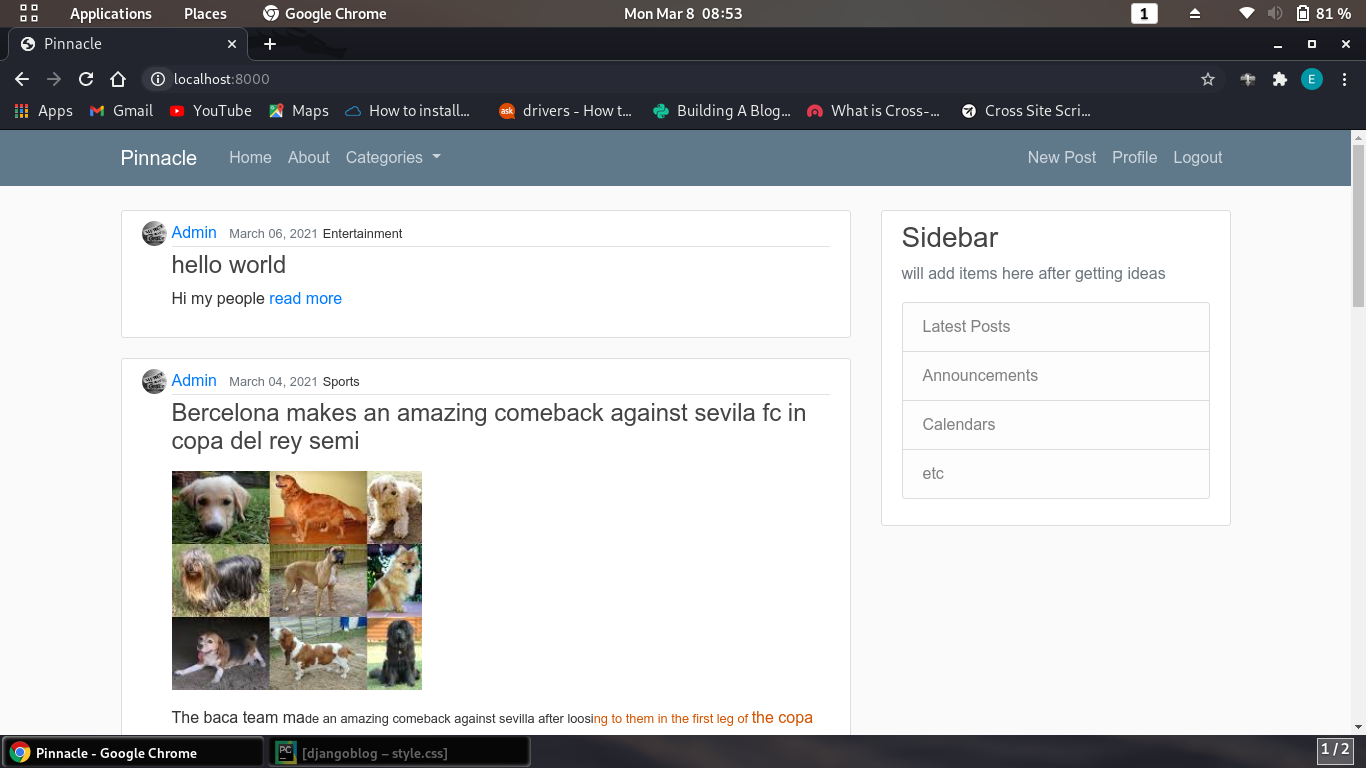 Applications Places Google Chrome Mon Mar 8 08:53 1 81 %
Pinnacle
localhost:8000 E
Apps Gmail YouTube Maps How to install... ask drivers - How t... Building A Blog... What is Cross-... Cross Site Scri...
Pinnacle Home About Categories New Post Profile Logout
Admin March 06, 2021 Entertainment
hello world
Hi my people read more
Admin March 04, 2021 Sports
Bercelona makes an amazing comeback against sevila fc in
copa del rey semi
The baca team made an amazing comeback against sevilla after loosing to them in the first leg of the copa
Sidebar
will add items here after getting ideas
Latest Posts
Announcements
Calendars
etc
Pinnacle - Google Chrome PC [djangoblog – style.css] 1 / 2